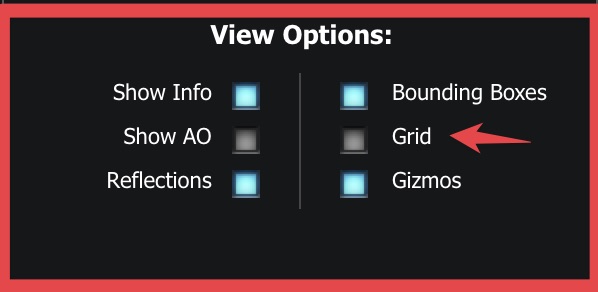 View Options:
Show Info
Bounding Boxes
Show AO
Grid
Reflections
Gizmos